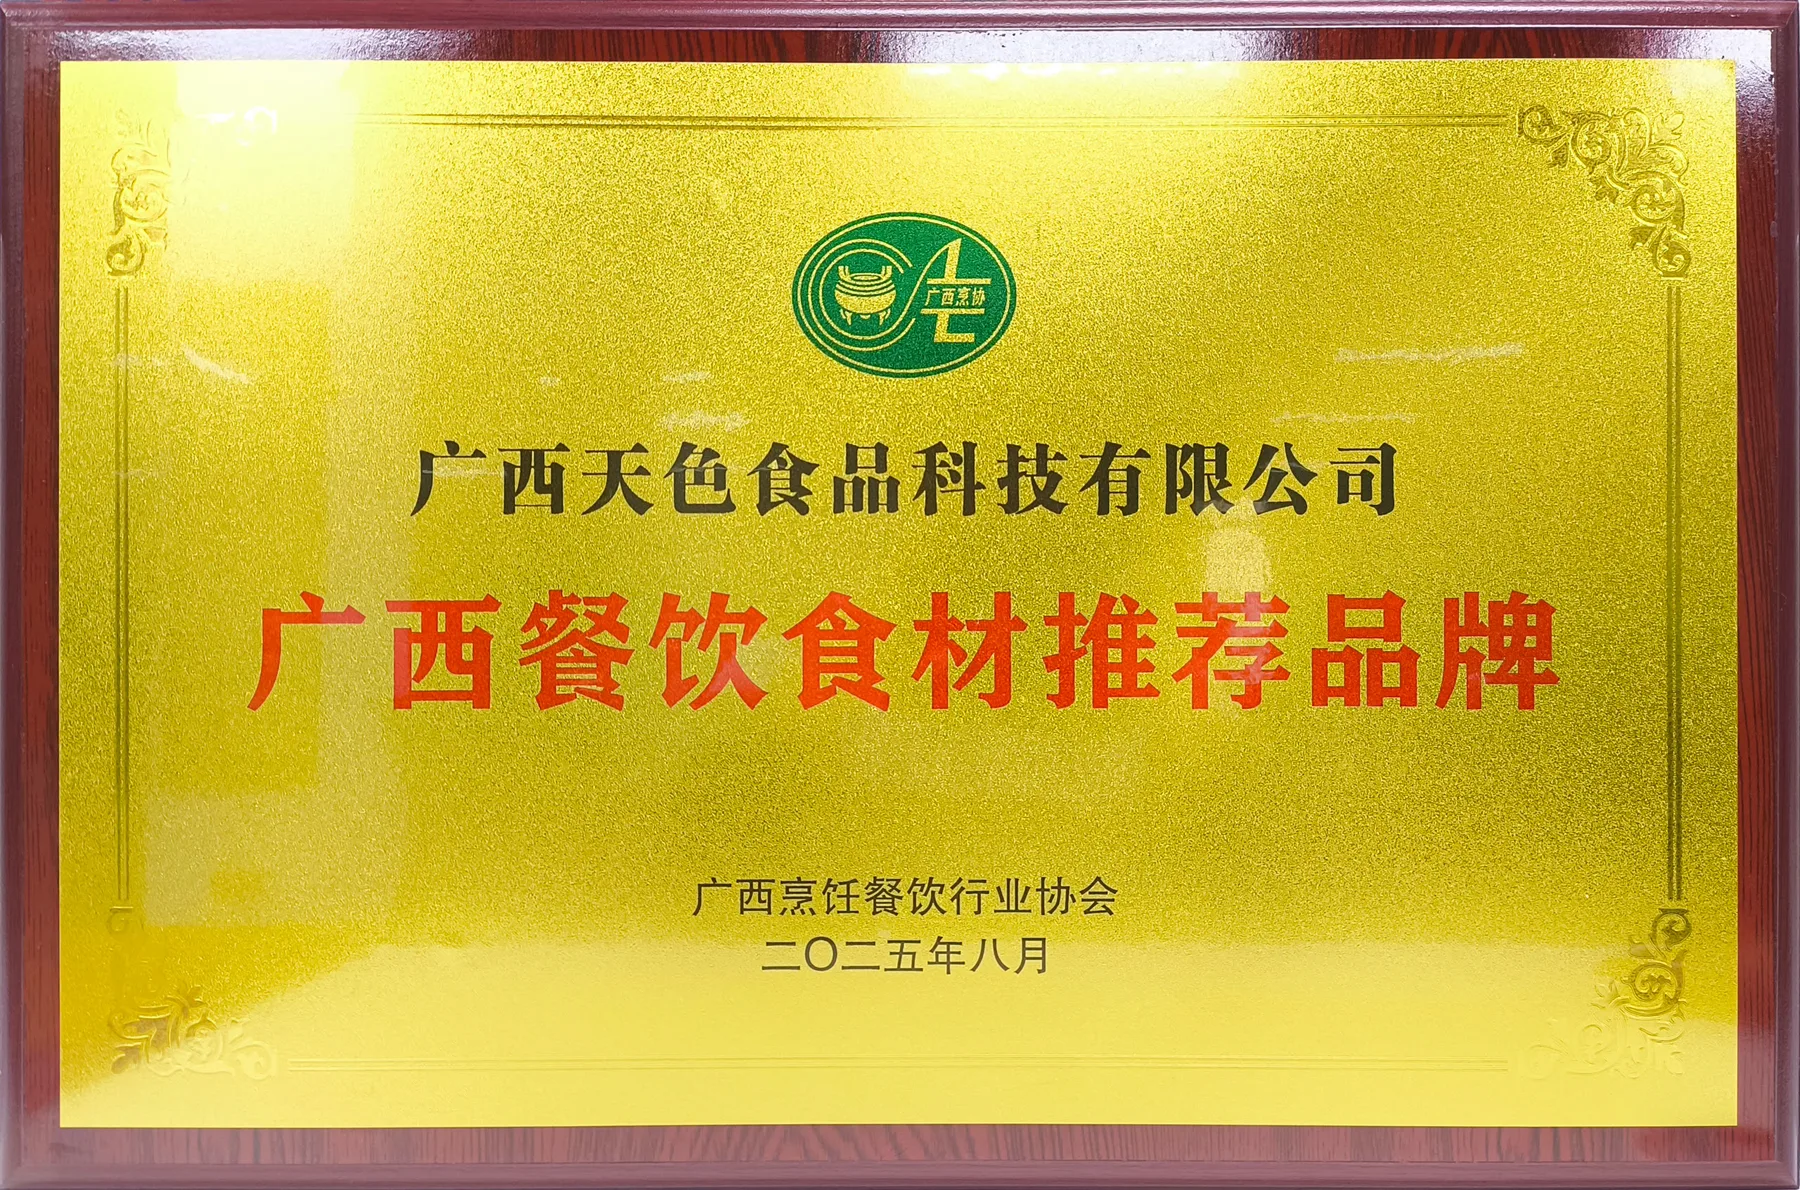 广西烹协
广西天色食品科技有限公司
广西餐饮食材推荐品牌
广西烹饪餐饮行业协会
二〇二五年八月